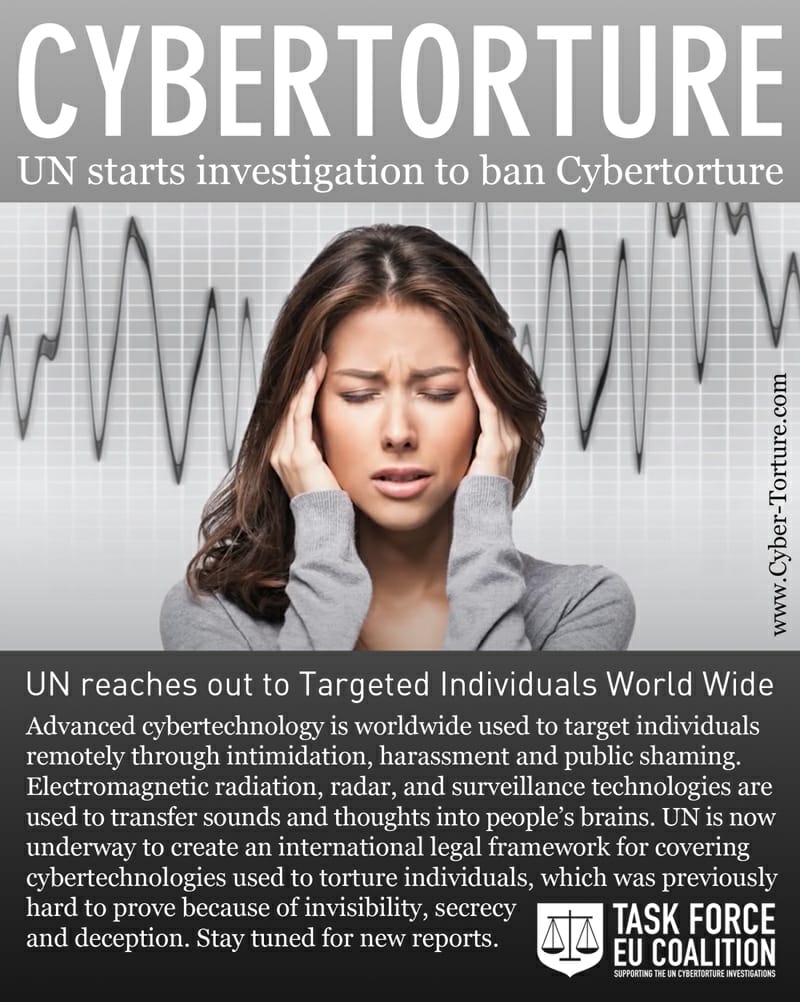 CYBERTORTURE
UN starts investigation to ban Cybertorture
www.Cyber-Torture.com
UN reaches out to Targeted Individuals World Wide
Advanced cybertechnology is worldwide used to target individuals
remotely through intimidation, harassment and public shaming.
Electromagnetic radiation, radar, and surveillance technologies are
used to transfer sounds and thoughts into people’s brains. UN is now
underway to create an international legal framework for covering
cybertechnologies used to torture individuals, which was previously
hard to prove because of invisibility, secrecy
and deception. Stay tuned for new reports.
TASK FORCE
EU COALITION
SUPPORTING THE UN CYBERTORTURE INVESTIGATIONS